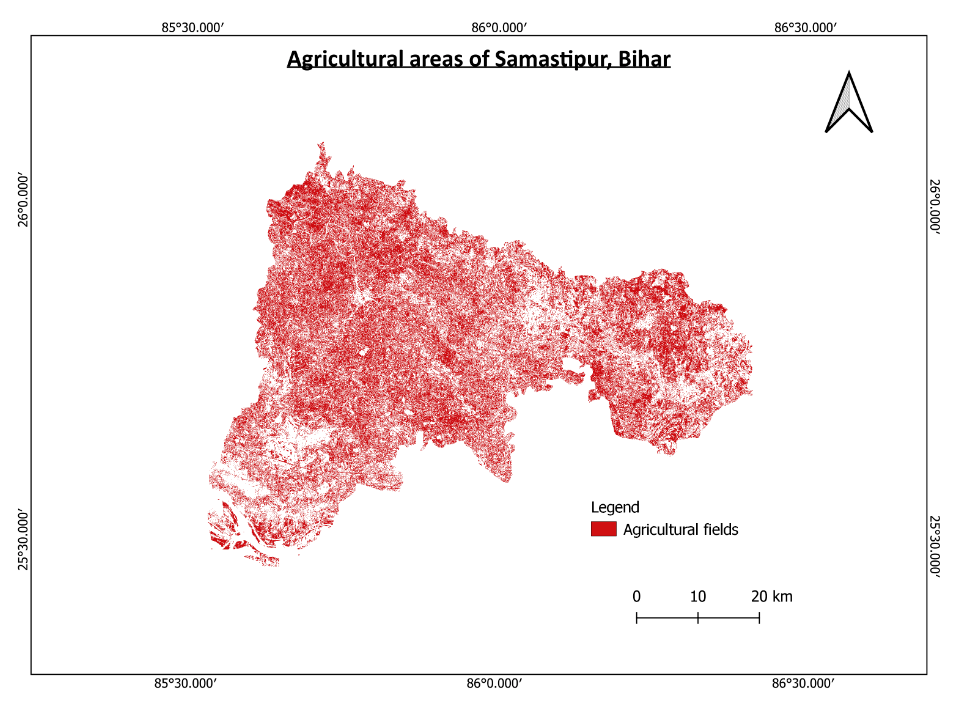 85°30.000′ 86°0.000′ 86°30.000′
Agricultural areas of Samastipur, Bihar
26°0.000′ 26°0.000′
25°30.000′ 25°30.000′
Legend
Agricultural fields
0 10 20 km
85°30.000′ 86°0.000′ 86°30.000′